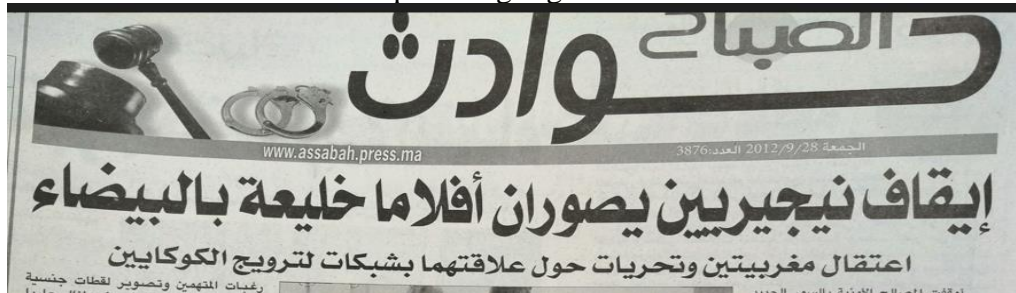 الصباح
حوادث
www.assabah.press.ma
الجمعة 2012/9/28 العدد:3876
إيقاف نيجيريين يصوران أفلاما خليعة بالبيضاء
اعتقال مغربيتين وتحريات حول علاقتهما بشبكات لترويج الكوكايين
رغبات المتهمين وتصوير لقطات جنسية